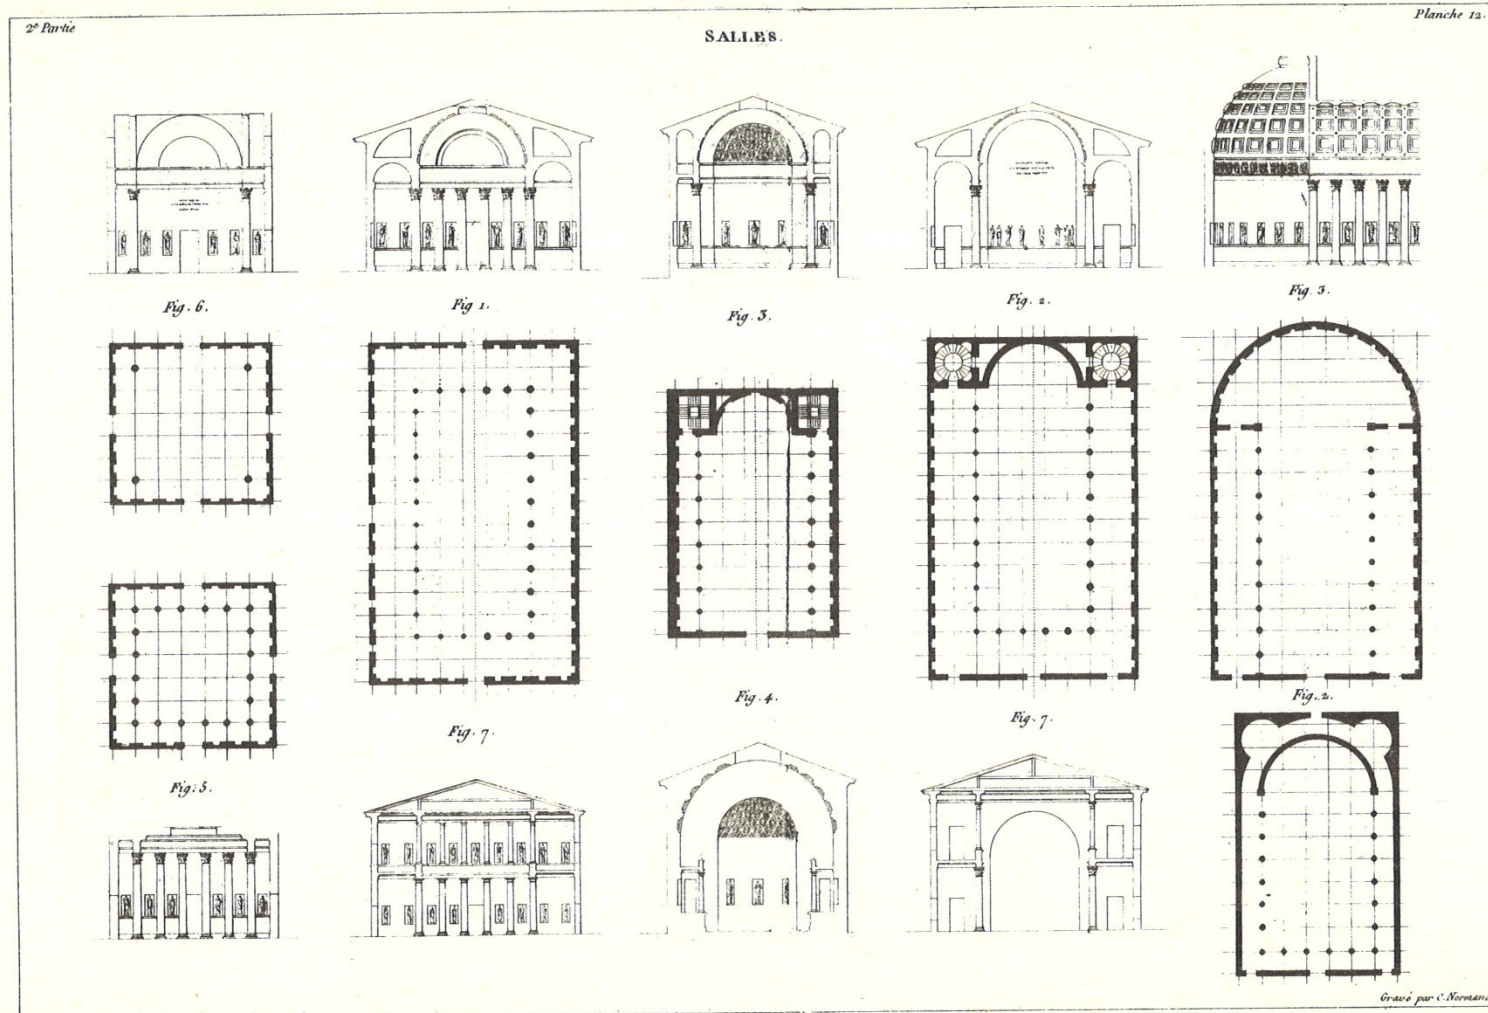 2e Partie
Planche 12.
SALLES.
Fig. 6.
Fig. 1.
Fig. 3.
Fig. 2.
Fig. 3.
Fig. 4.
Fig. 7.
Fig. 2.
Fig. 7.
Fig. 5.
Gravé par C. Normand